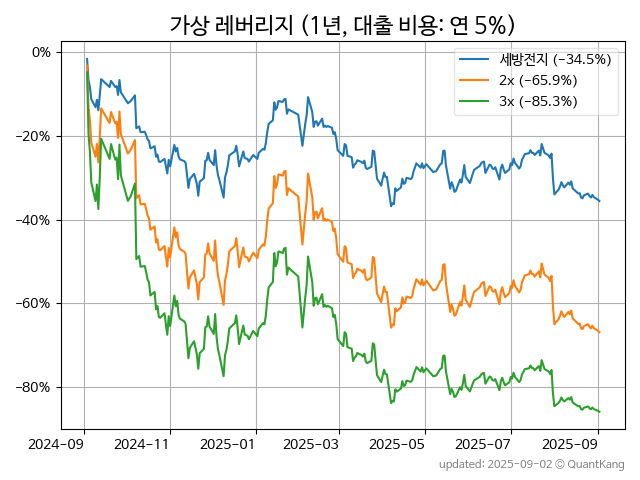 가상 레버리지 (1년, 대출 비용: 연 5%)
세방전지 (−34.5%)
2x (−65.9%)
3x (−85.3%)
0%
−20%
−40%
−60%
−80%
2024-09 2024-11 2025-01 2025-03 2025-05 2025-07 2025-09
updated: 2025-09-02 © QuantKang